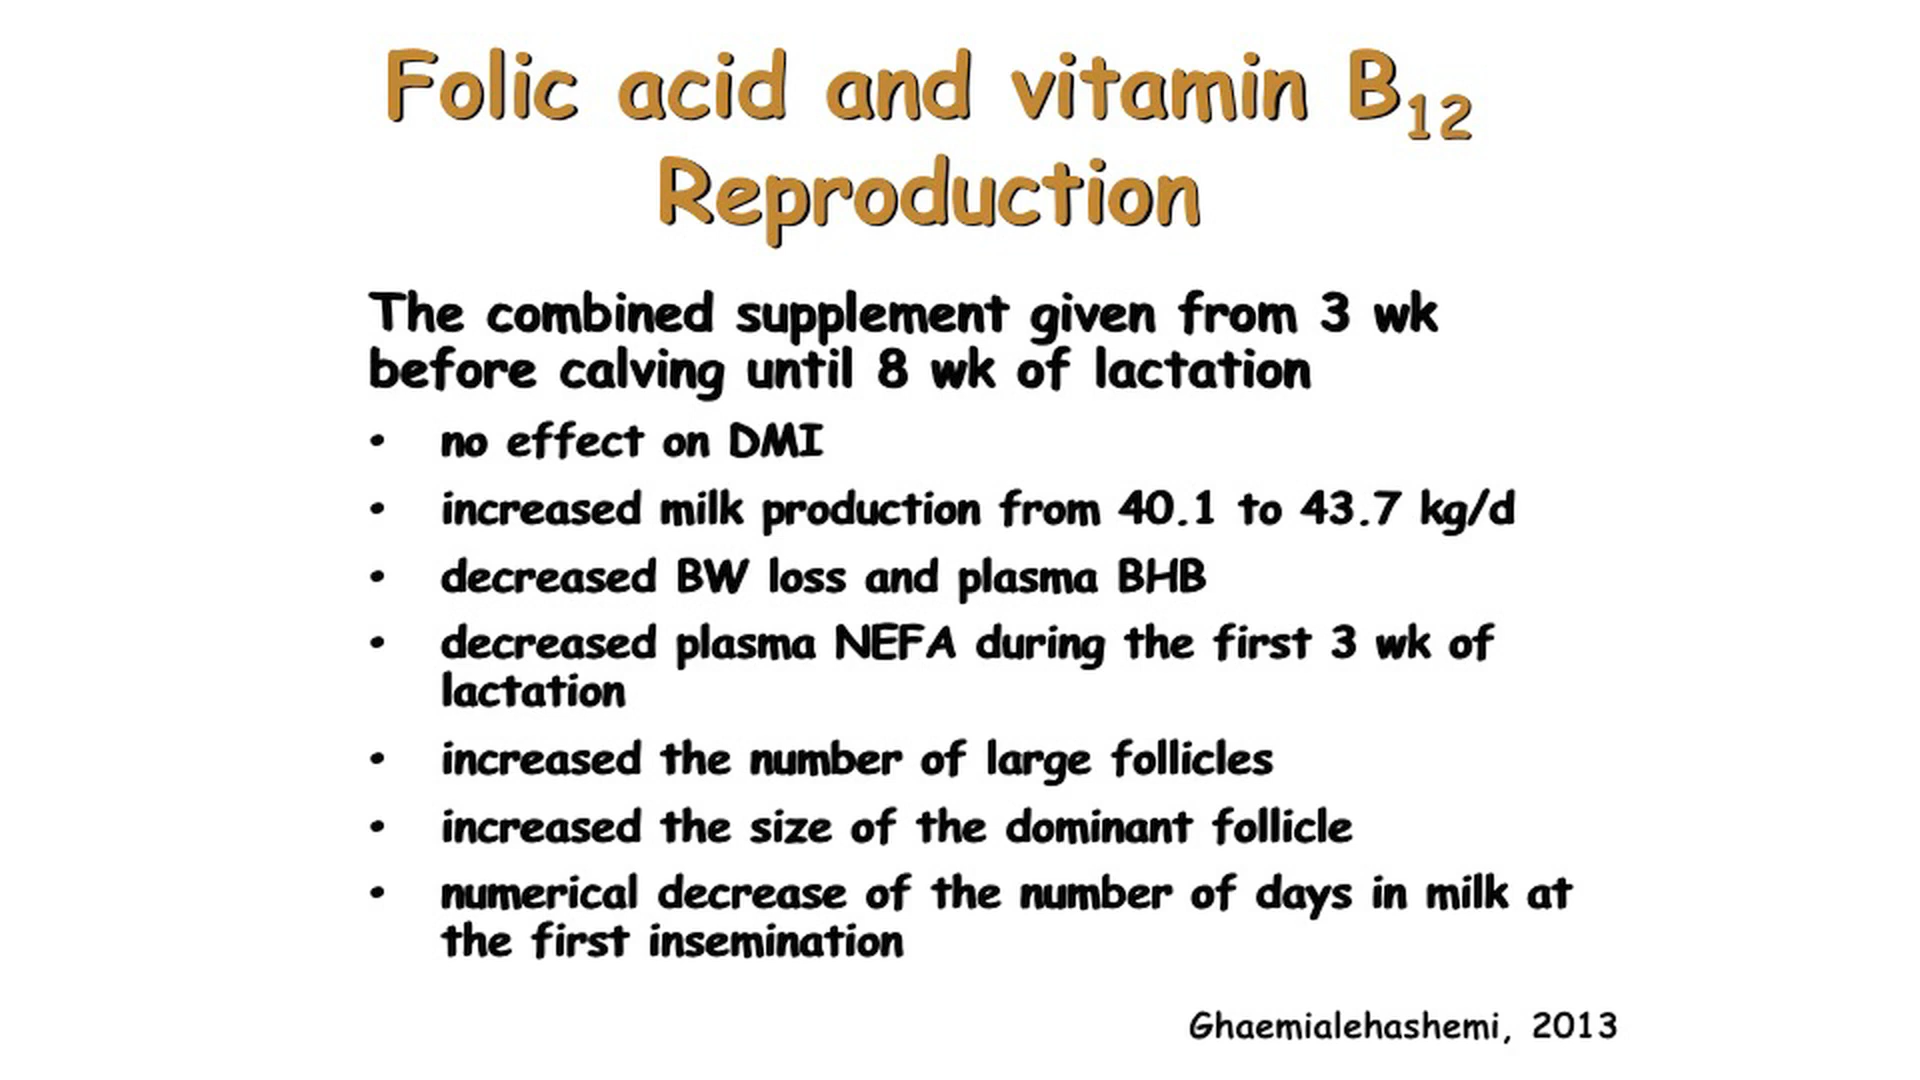 Folic acid and vitamin B12
Reproduction
The combined supplement given from 3 wk
before calving until 8 wk of lactation
• no effect on DMI
• increased milk production from 40.1 to 43.7 kg/d
• decreased BW loss and plasma BHB
• decreased plasma NEFA during the first 3 wk of
lactation
• increased the number of large follicles
• increased the size of the dominant follicle
• numerical decrease of the number of days in milk at
the first insemination
Ghaemialehashemi, 2013